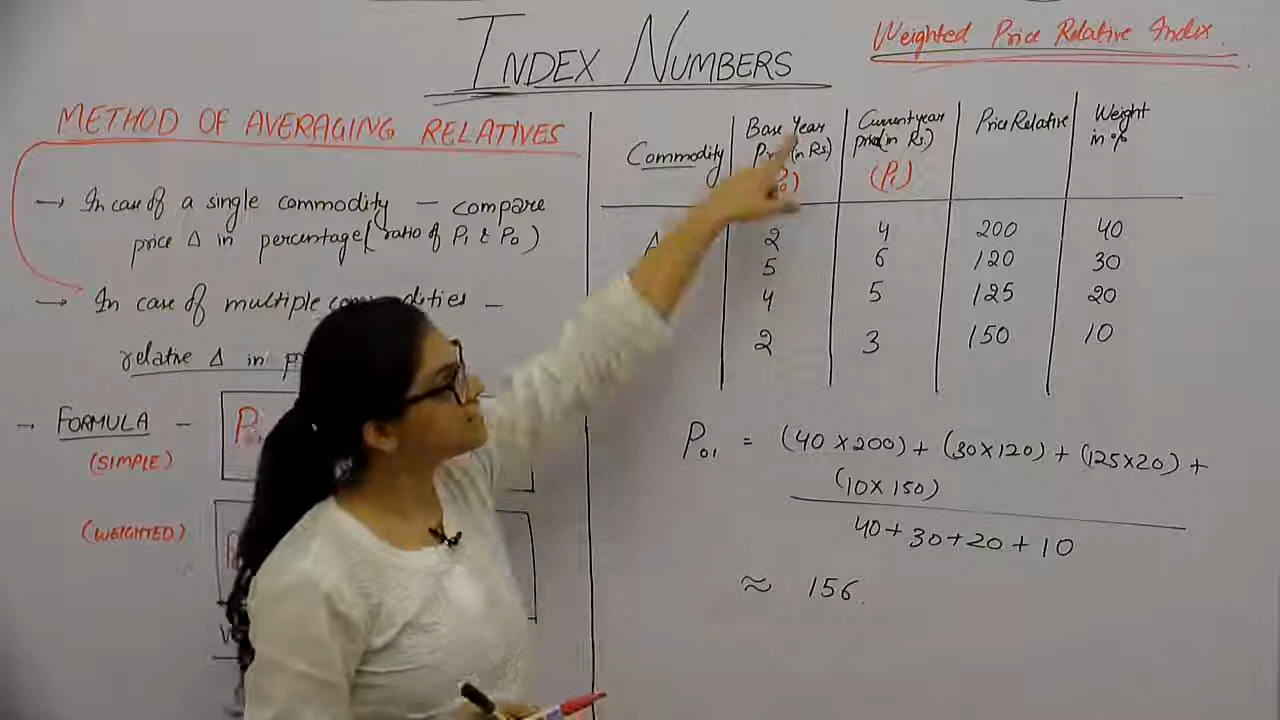 INDEX NUMBERS
Weighted Price Relative Index
METHOD OF AVERAGING RELATIVES
→ In case of a single commodity – compare
price Δ in percentage (ratio of P1 & P0)
→ In case of multiple commodities –
relative Δ in
→ FORMULA –
(SIMPLE)
(WEIGHTED)
Commodity | Base Year (in Rs) | Current year price (in Rs.) (P1) | Price Relative | Weight in %
2 | 4 | 200 | 40
5 | 6 | 120 | 30
4 | 5 | 125 | 20
2 | 3 | 150 | 10
P01 = (40 × 200) + (30 × 120) + (125 × 20) +
(10 × 150)
40 + 30 + 20 + 10
≈ 156.